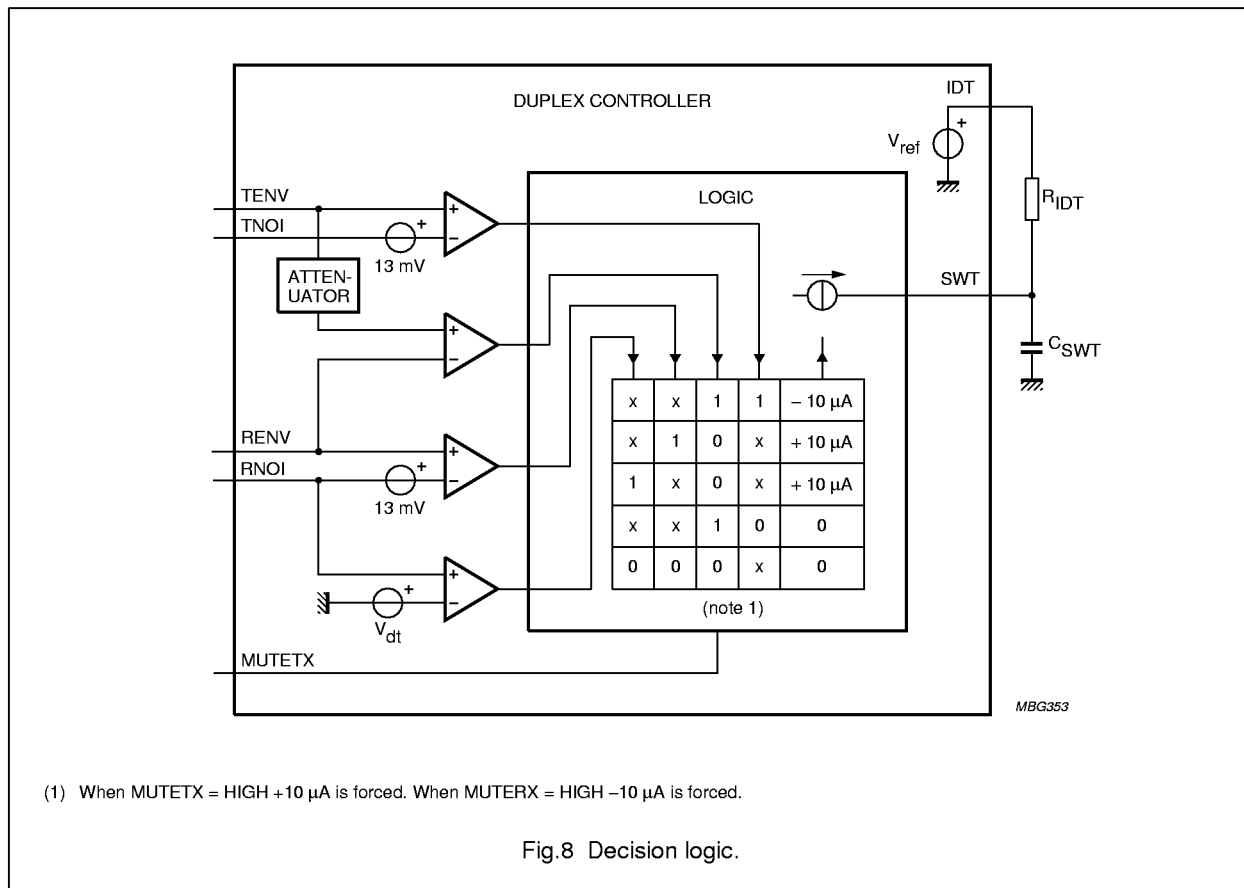 DUPLEX CONTROLLER
IDT
+
V_ref
R_IDT
TENV
TNOI
+
13 mV
+
−
ATTEN-
UATOR
+
−
LOGIC
SWT
C_SWT
x x 1 1 − 10 μA
x 1 0 x + 10 μA
1 x 0 x + 10 μA
x x 1 0 0
0 0 0 x 0
(note 1)
RENV
RNOI
+
13 mV
+
−
+
V_dt
+
−
MUTETX
MBG353
(1) When MUTETX = HIGH +10 μA is forced. When MUTERX = HIGH −10 μA is forced.
Fig.8 Decision logic.